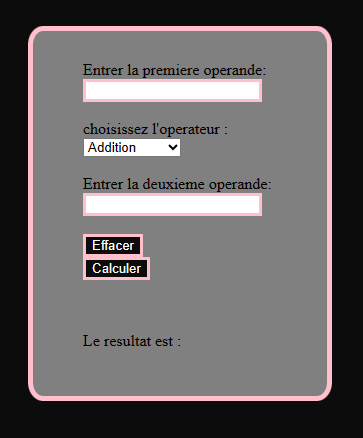 Entrer la premiere operande:
choisissez l'operateur :
Addition
Entrer la deuxieme operande:
Effacer
Calculer
Le resultat est :